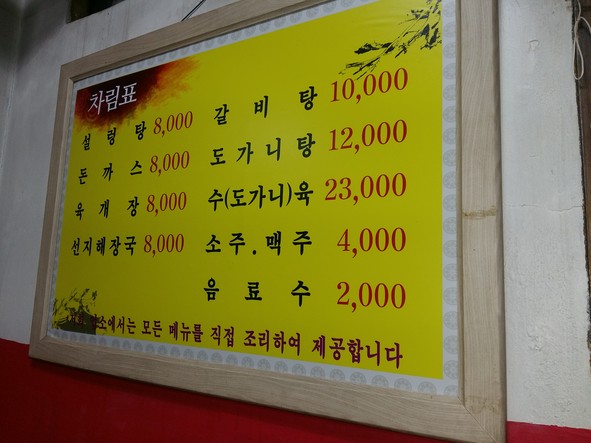 차림표
설렁탕 8,000
돈까스 8,000
육개장 8,000
선지해장국 8,000
갈비탕 10,000
도가니탕 12,000
수(도가니)육 23,000
소주.맥주 4,000
음료수 2,000
업소에서는 모든 메뉴를 직접 조리하여 제공합니다